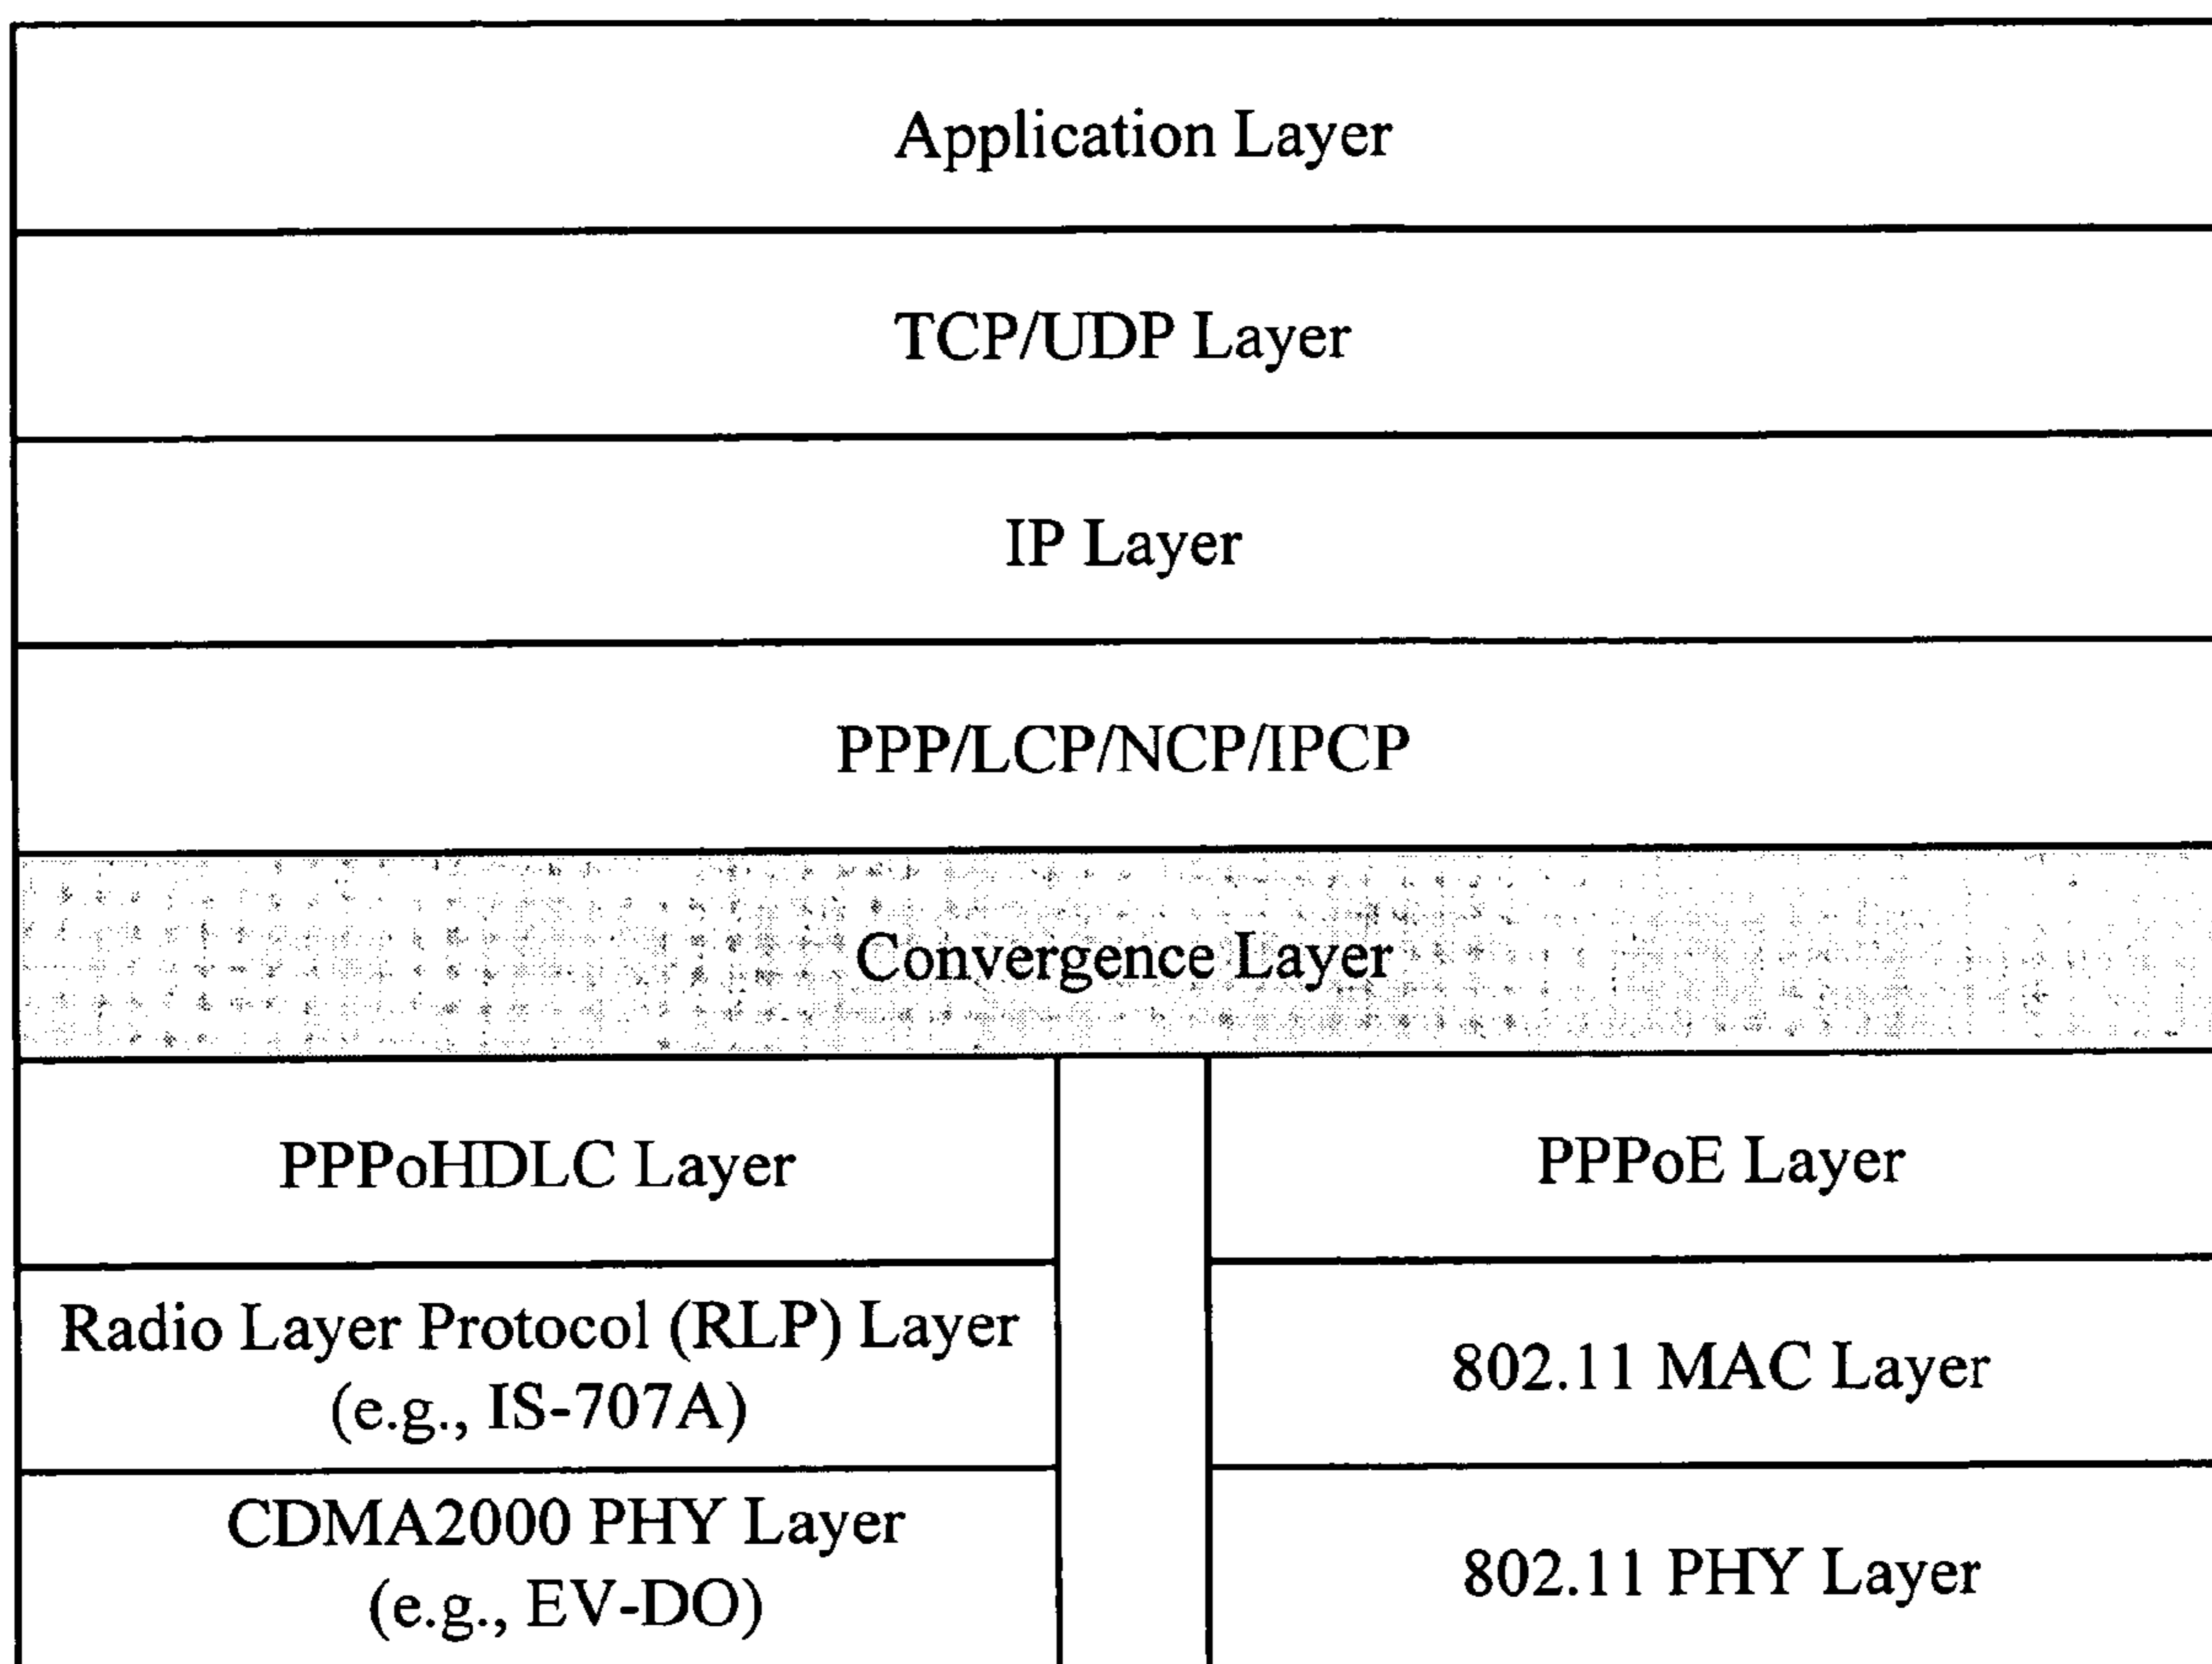 Application Layer
TCP/UDP Layer
IP Layer
PPP/LCP/NCP/IPCP
Convergence Layer
PPPoHDLC Layer
PPPoE Layer
Radio Layer Protocol (RLP) Layer
(e.g., IS-707A)
802.11 MAC Layer
CDMA2000 PHY Layer
(e.g., EV-DO)
802.11 PHY Layer